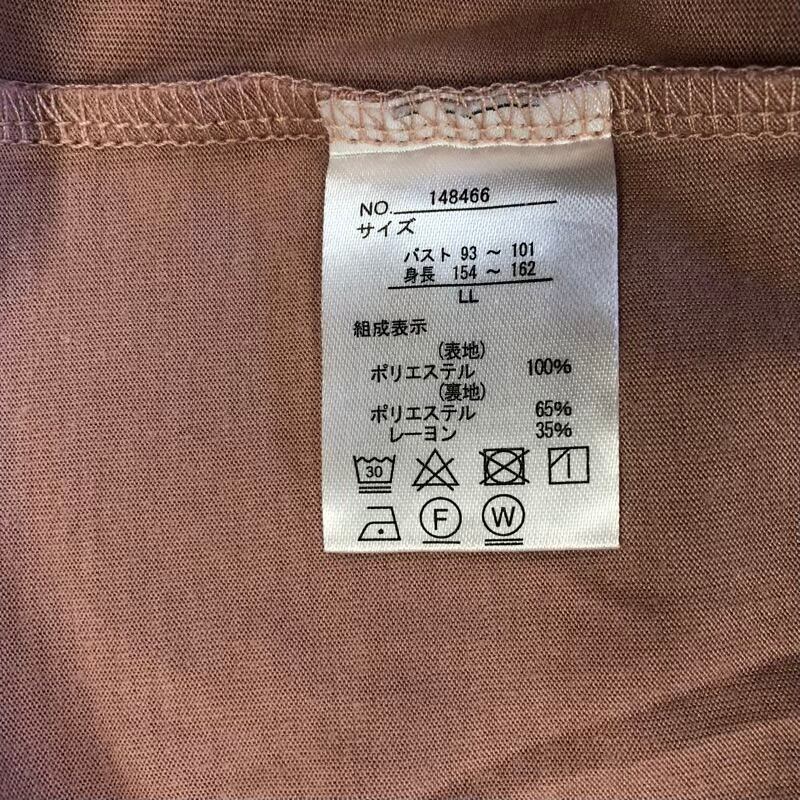 NO. 148466
サイズ
バスト 93 ～ 101
身長 154 ～ 162
LL
組成表示
(表地)
ポリエステル 100%
(裏地)
ポリエステル 65%
レーヨン 35%
30
F W